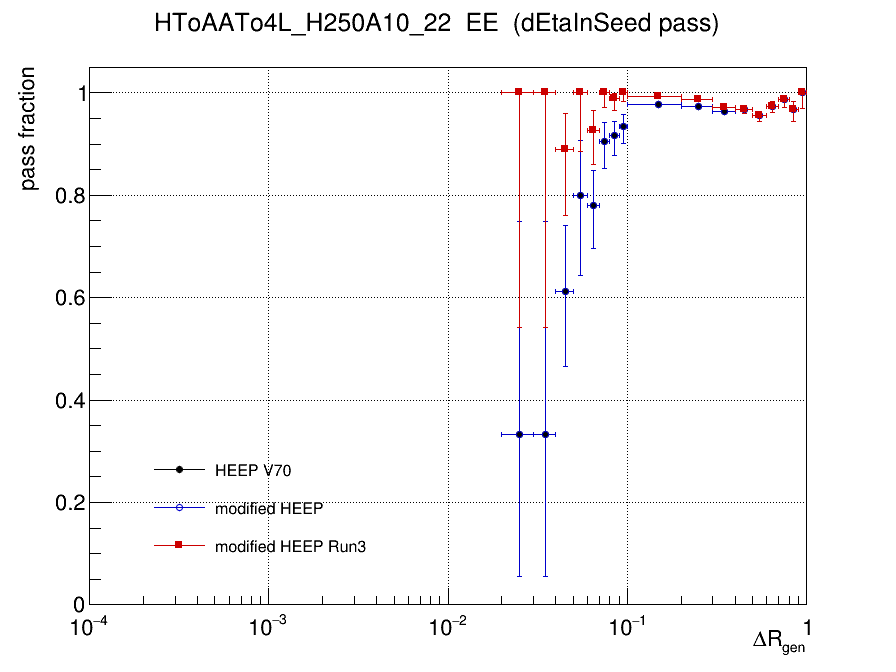 HToAATo4L_H250A10_22 EE (dEtaInSeed pass)
pass fraction
1
0.8
0.6
0.4
0.2
0
HEEP V70
modified HEEP
modified HEEP Run3
10⁻⁴ 10⁻³ 10⁻² 10⁻¹ 1
ΔR_gen